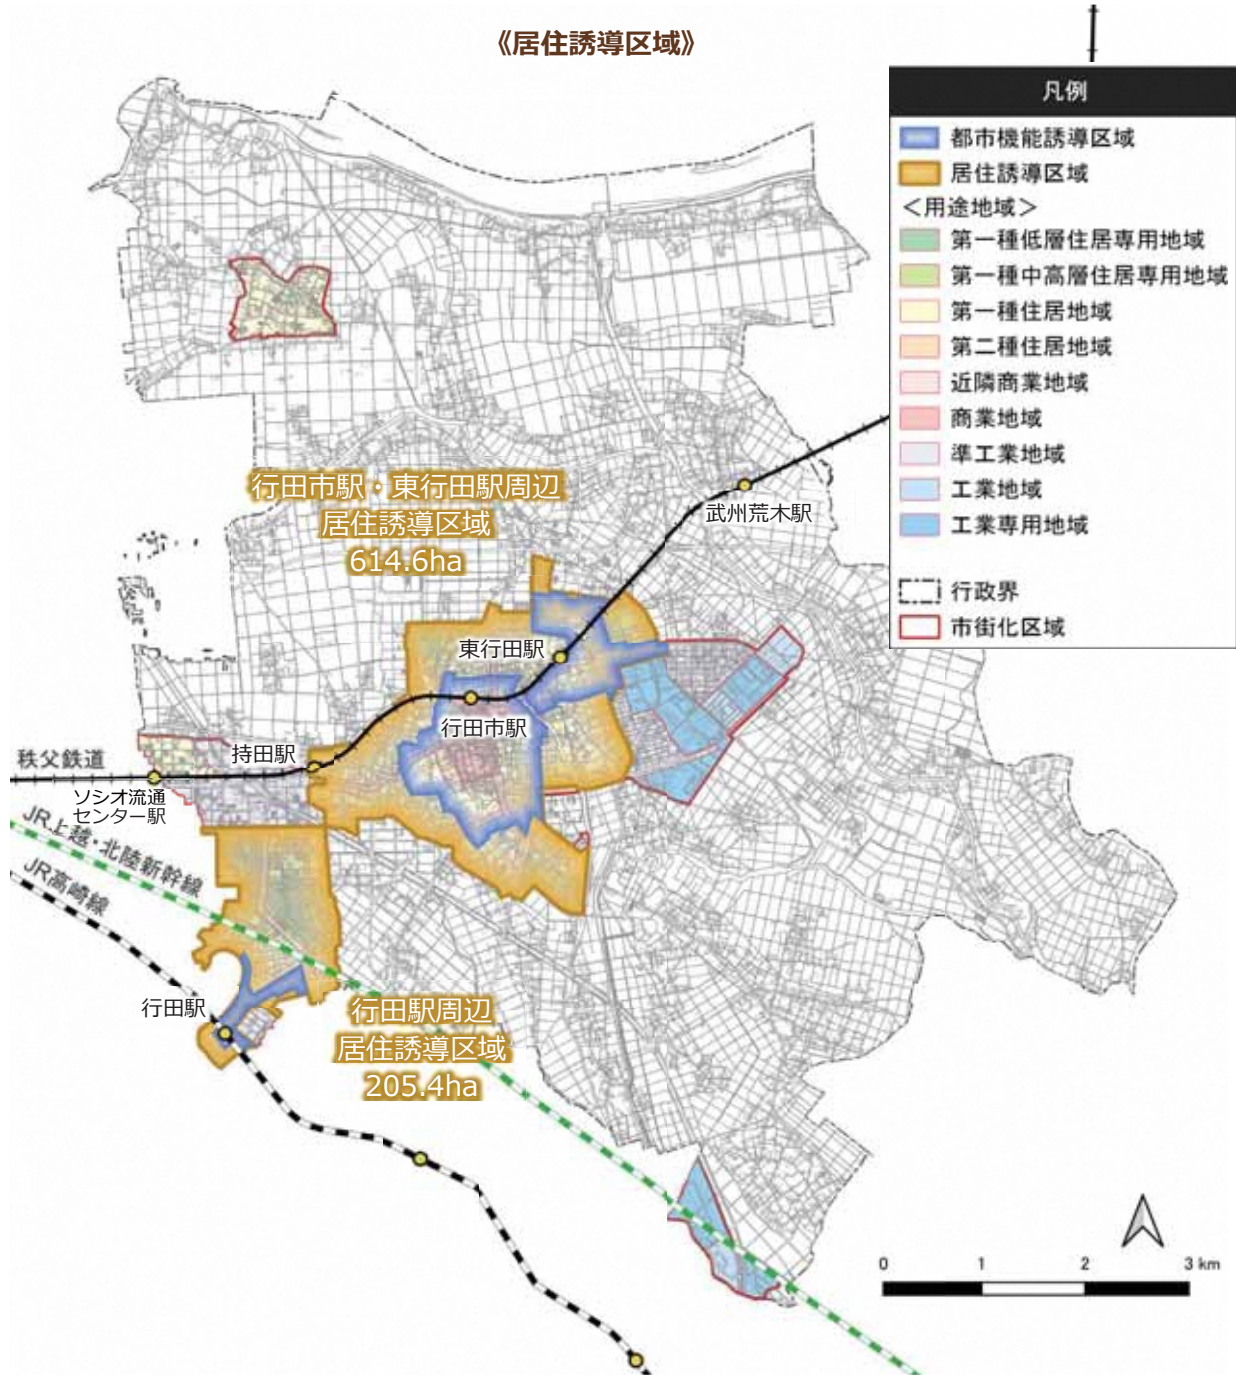 《居住誘導区域》
凡例
都市機能誘導区域
居住誘導区域
＜用途地域＞
第一種低層住居専用地域
第一種中高層住居専用地域
第一種住居地域
第二種住居地域
近隣商業地域
商業地域
準工業地域
工業地域
工業専用地域
行政界
市街化区域
行田市駅・東行田駅周辺
居住誘導区域
614.6ha
武州荒木駅
東行田駅
行田市駅
持田駅
秩父鉄道
ソシオ流通
センター駅
JR上越・北陸新幹線
JR高崎線
行田駅
行田駅周辺
居住誘導区域
205.4ha
0 1 2 3 km